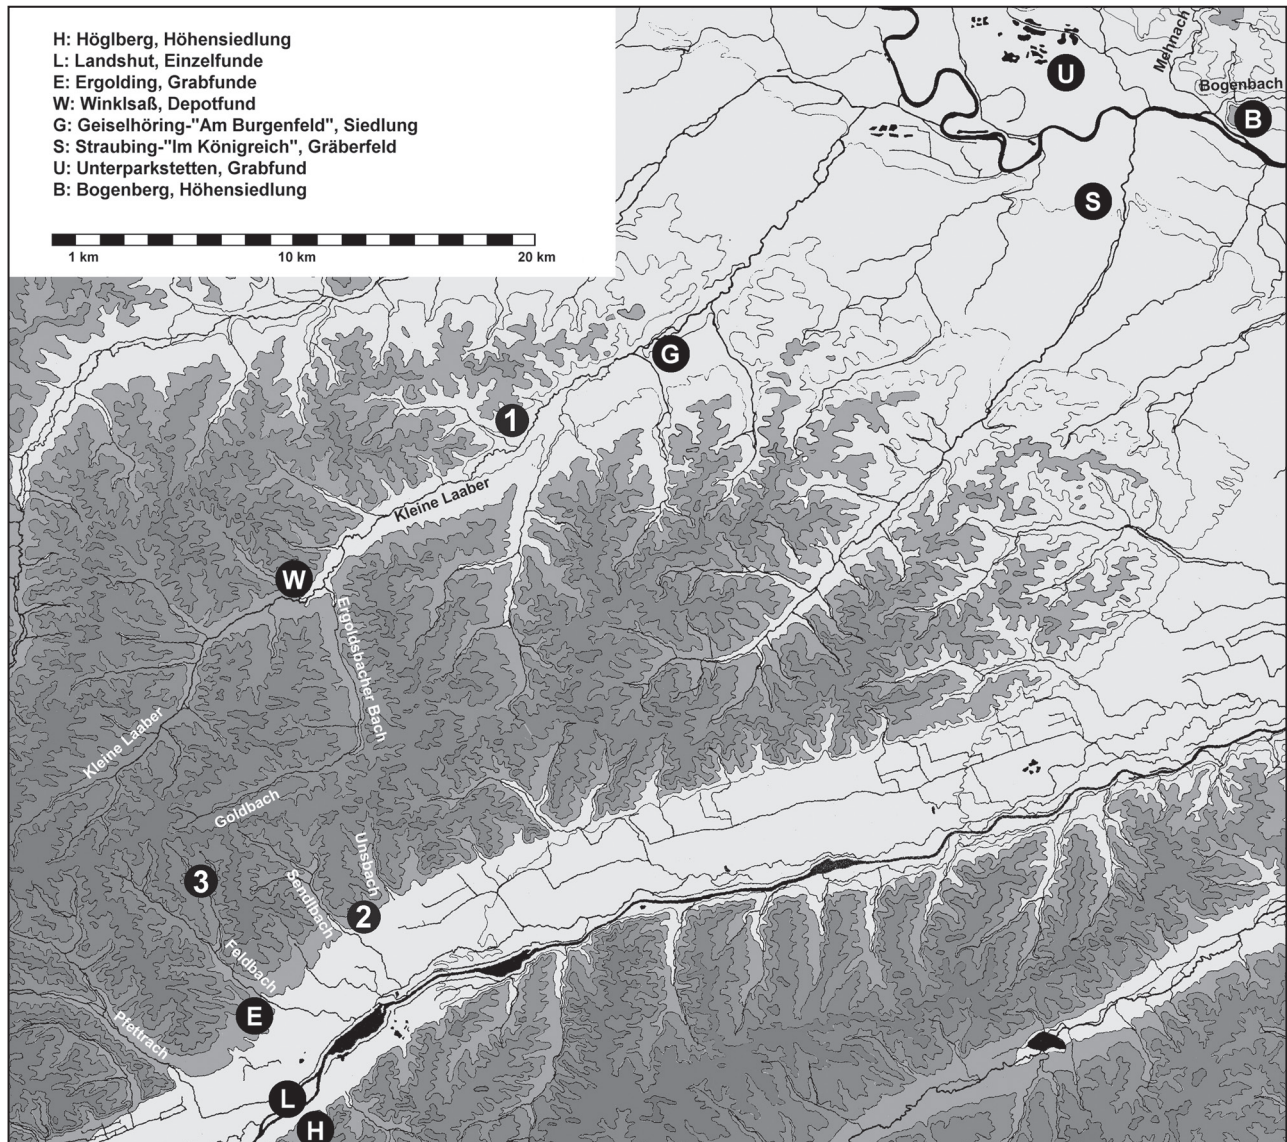 H: Höglberg, Höhensiedlung
L: Landshut, Einzelfunde
E: Ergolding, Grabfunde
W: Winklsaß, Depotfund
G: Geiselhöring-"Am Burgenfeld", Siedlung
S: Straubing-"Im Königreich", Gräberfeld
U: Unterparkstetten, Grabfund
B: Bogenberg, Höhensiedlung
1 km 10 km 20 km
Mehnach
U
Bogenbach
B
S
G
1
Kleine Laaber
W
Ergoldsbacher Bach
Kleine Laaber
Goldbach
Unsbach
3
Sendlbach
2
Feldbach
E
Pfettrach
L
H